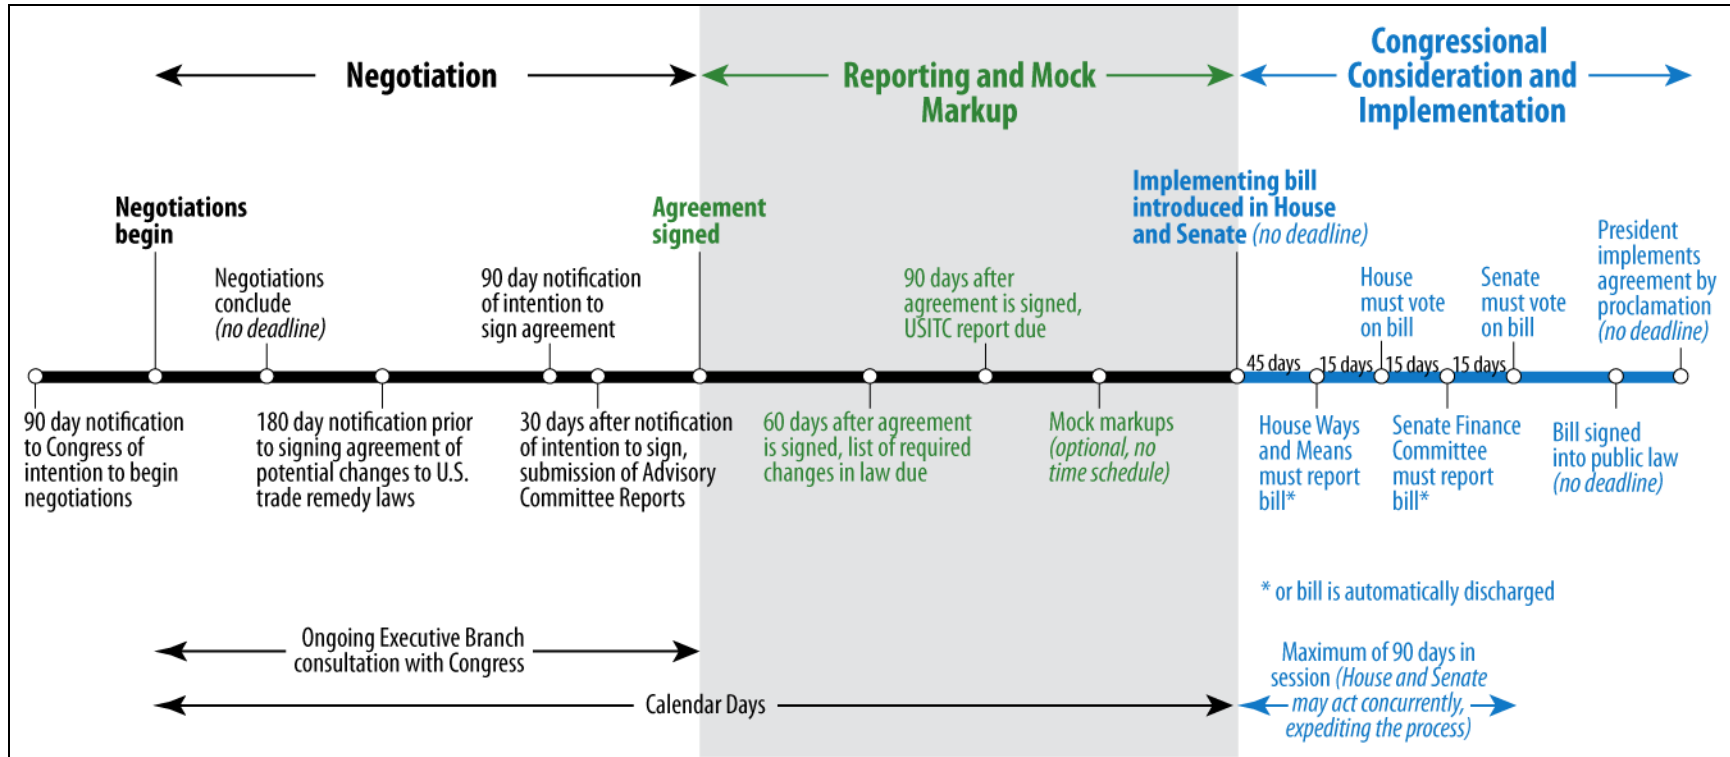 Negotiation
Reporting and Mock
Markup
Congressional
Consideration and
Implementation
Negotiations
begin
Negotiations
conclude
(no deadline)
90 day notification
of intention to
sign agreement
Agreement
signed
90 days after
agreement is signed,
USITC report due
Implementing bill
introduced in House
and Senate (no deadline)
House
must vote
on bill
Senate
must vote
on bill
President
implements
agreement by
proclamation
(no deadline)
45 days
15 days
15 days
15 days
90 day notification
to Congress of
intention to begin
negotiations
180 day notification prior
to signing agreement of
potential changes to U.S.
trade remedy laws
30 days after notification
of intention to sign,
submission of Advisory
Committee Reports
60 days after agreement
is signed, list of required
changes in law due
Mock markups
(optional, no
time schedule)
House Ways
and Means
must report
bill*
Senate Finance
Committee
must report
bill*
Bill signed
into public law
(no deadline)
* or bill is automatically discharged
Ongoing Executive Branch
consultation with Congress
Calendar Days
Maximum of 90 days in
session (House and Senate
may act concurrently,
expediting the process)